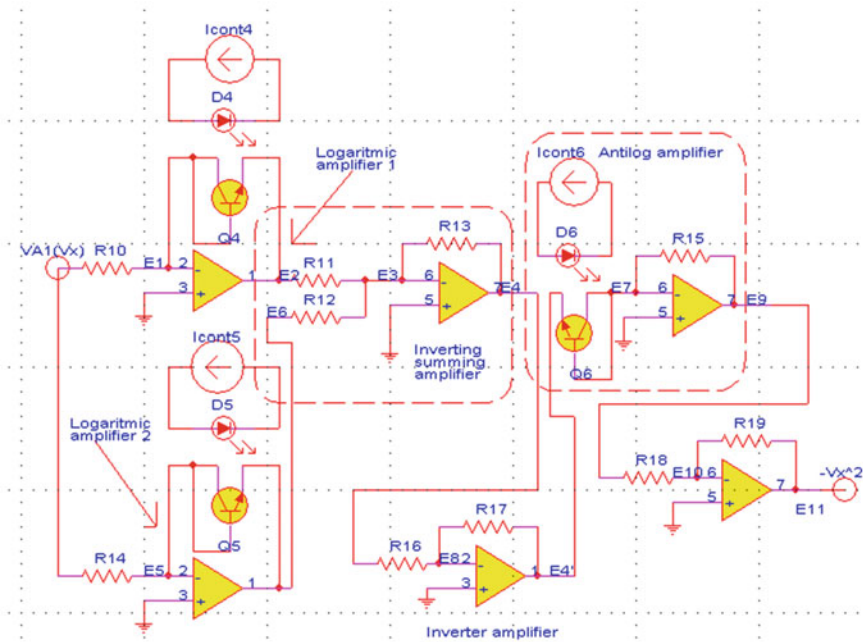 Icont4
D4
Logaritmic
amplifier 1
Icont6
Antilog amplifier
D6
Q4
VA1(Vx)
R10
E1
2
-
3
+
1
E2
R11
R12
E6
E3
R13
6
-
5
+
7
E4
Q6
E7
R15
6
-
5
+
7
E9
Icont5
D5
Inverting
summing
amplifier
Logaritmic
amplifier 2
Q5
R14
E5
2
-
3
+
1
R16
E8
R17
2
-
3
+
1
E4'
R18
E10
R19
6
-
5
+
7
E11
-Vx^2
Inverter amplifier